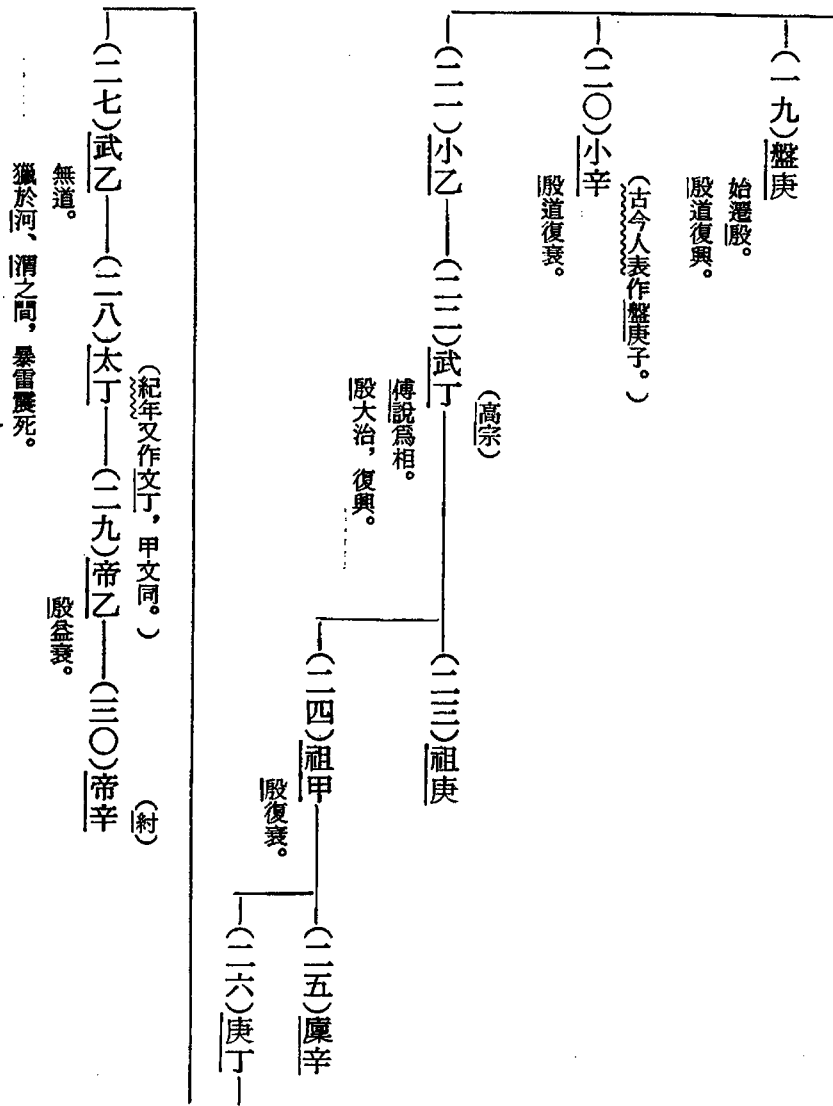 （一九）盤庚
始遷殷。
殷道復興。
（二〇）小辛
（古今人表作盤庚子。）
殷道復衰。
（二一）小乙——（二二）武丁
（高宗）
傅說爲相。
殷大治，復興。
（二三）祖庚
（二四）祖甲
殷復衰。
（二五）廩辛
（二六）庚丁
（二七）武乙——（二八）太丁——（二九）帝乙——（三〇）帝辛
無道。
獵於河、渭之間，暴雷震死。
（紀年又作文丁，甲文同。）
殷益衰。
（紂）